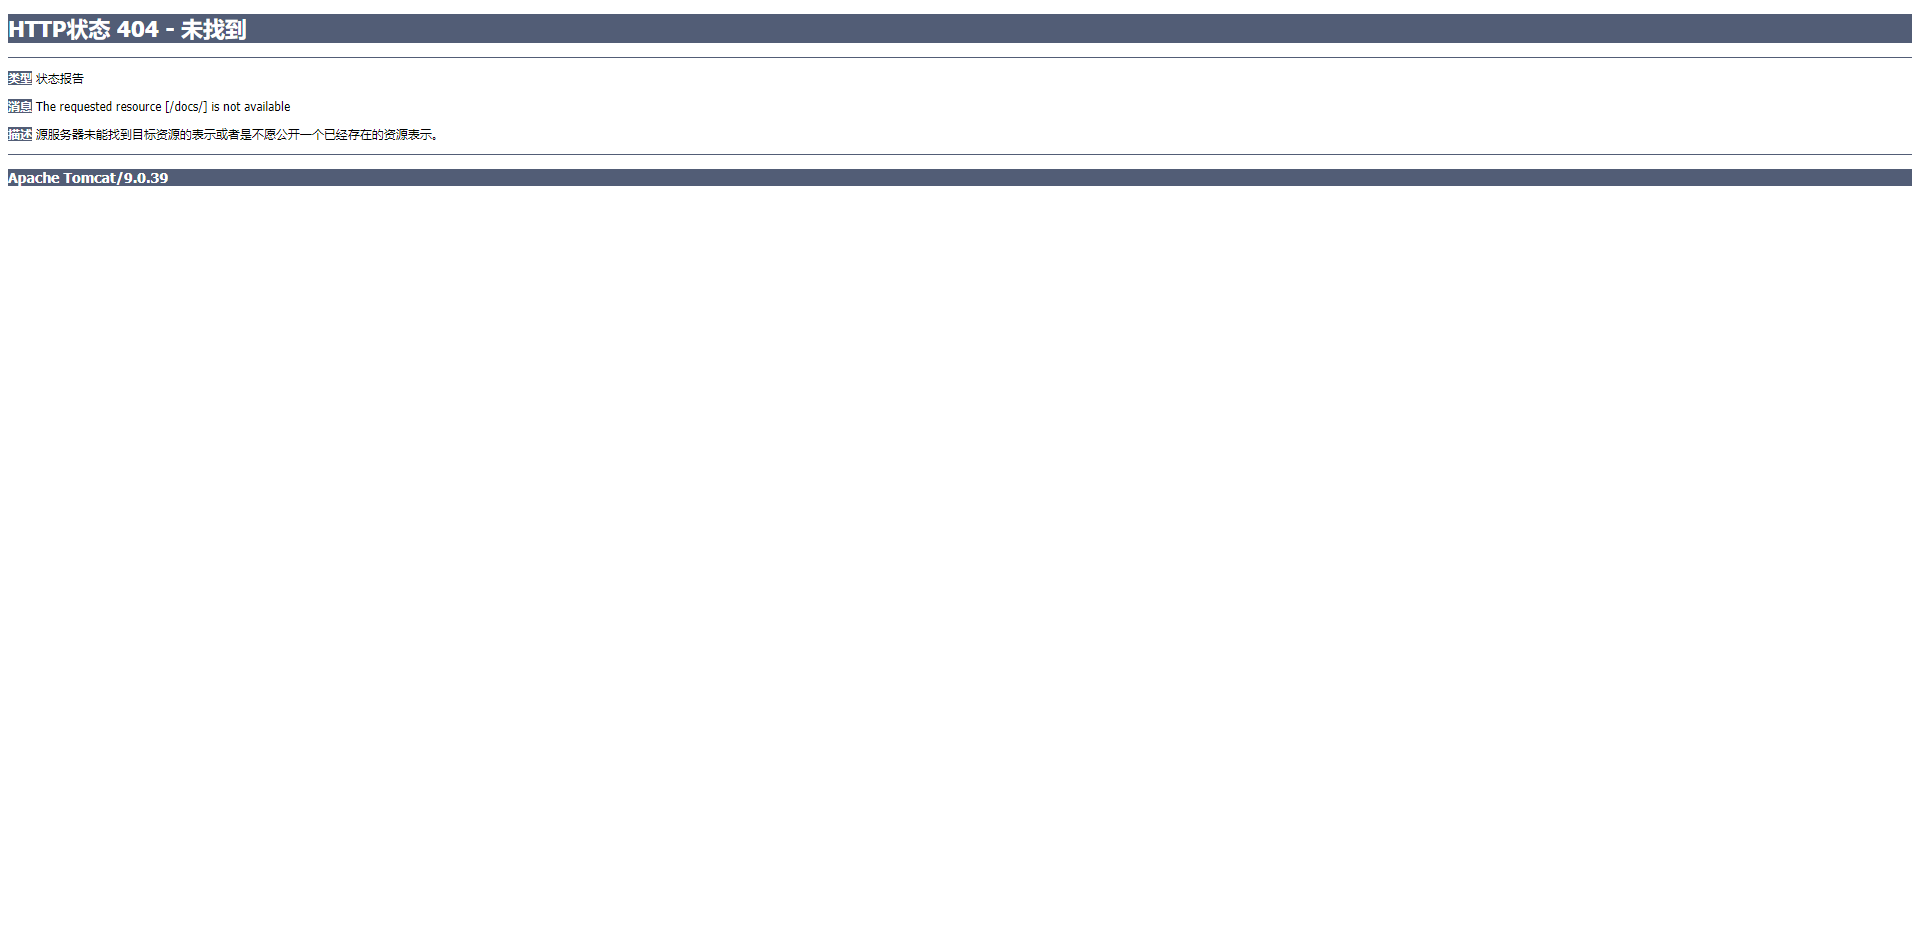 HTTP状态 404 - 未找到
类型 状态报告
消息 The requested resource [/docs/] is not available
描述 源服务器未能找到目标资源的表示或者是不愿公开一个已经存在的资源表示。
Apache Tomcat/9.0.39